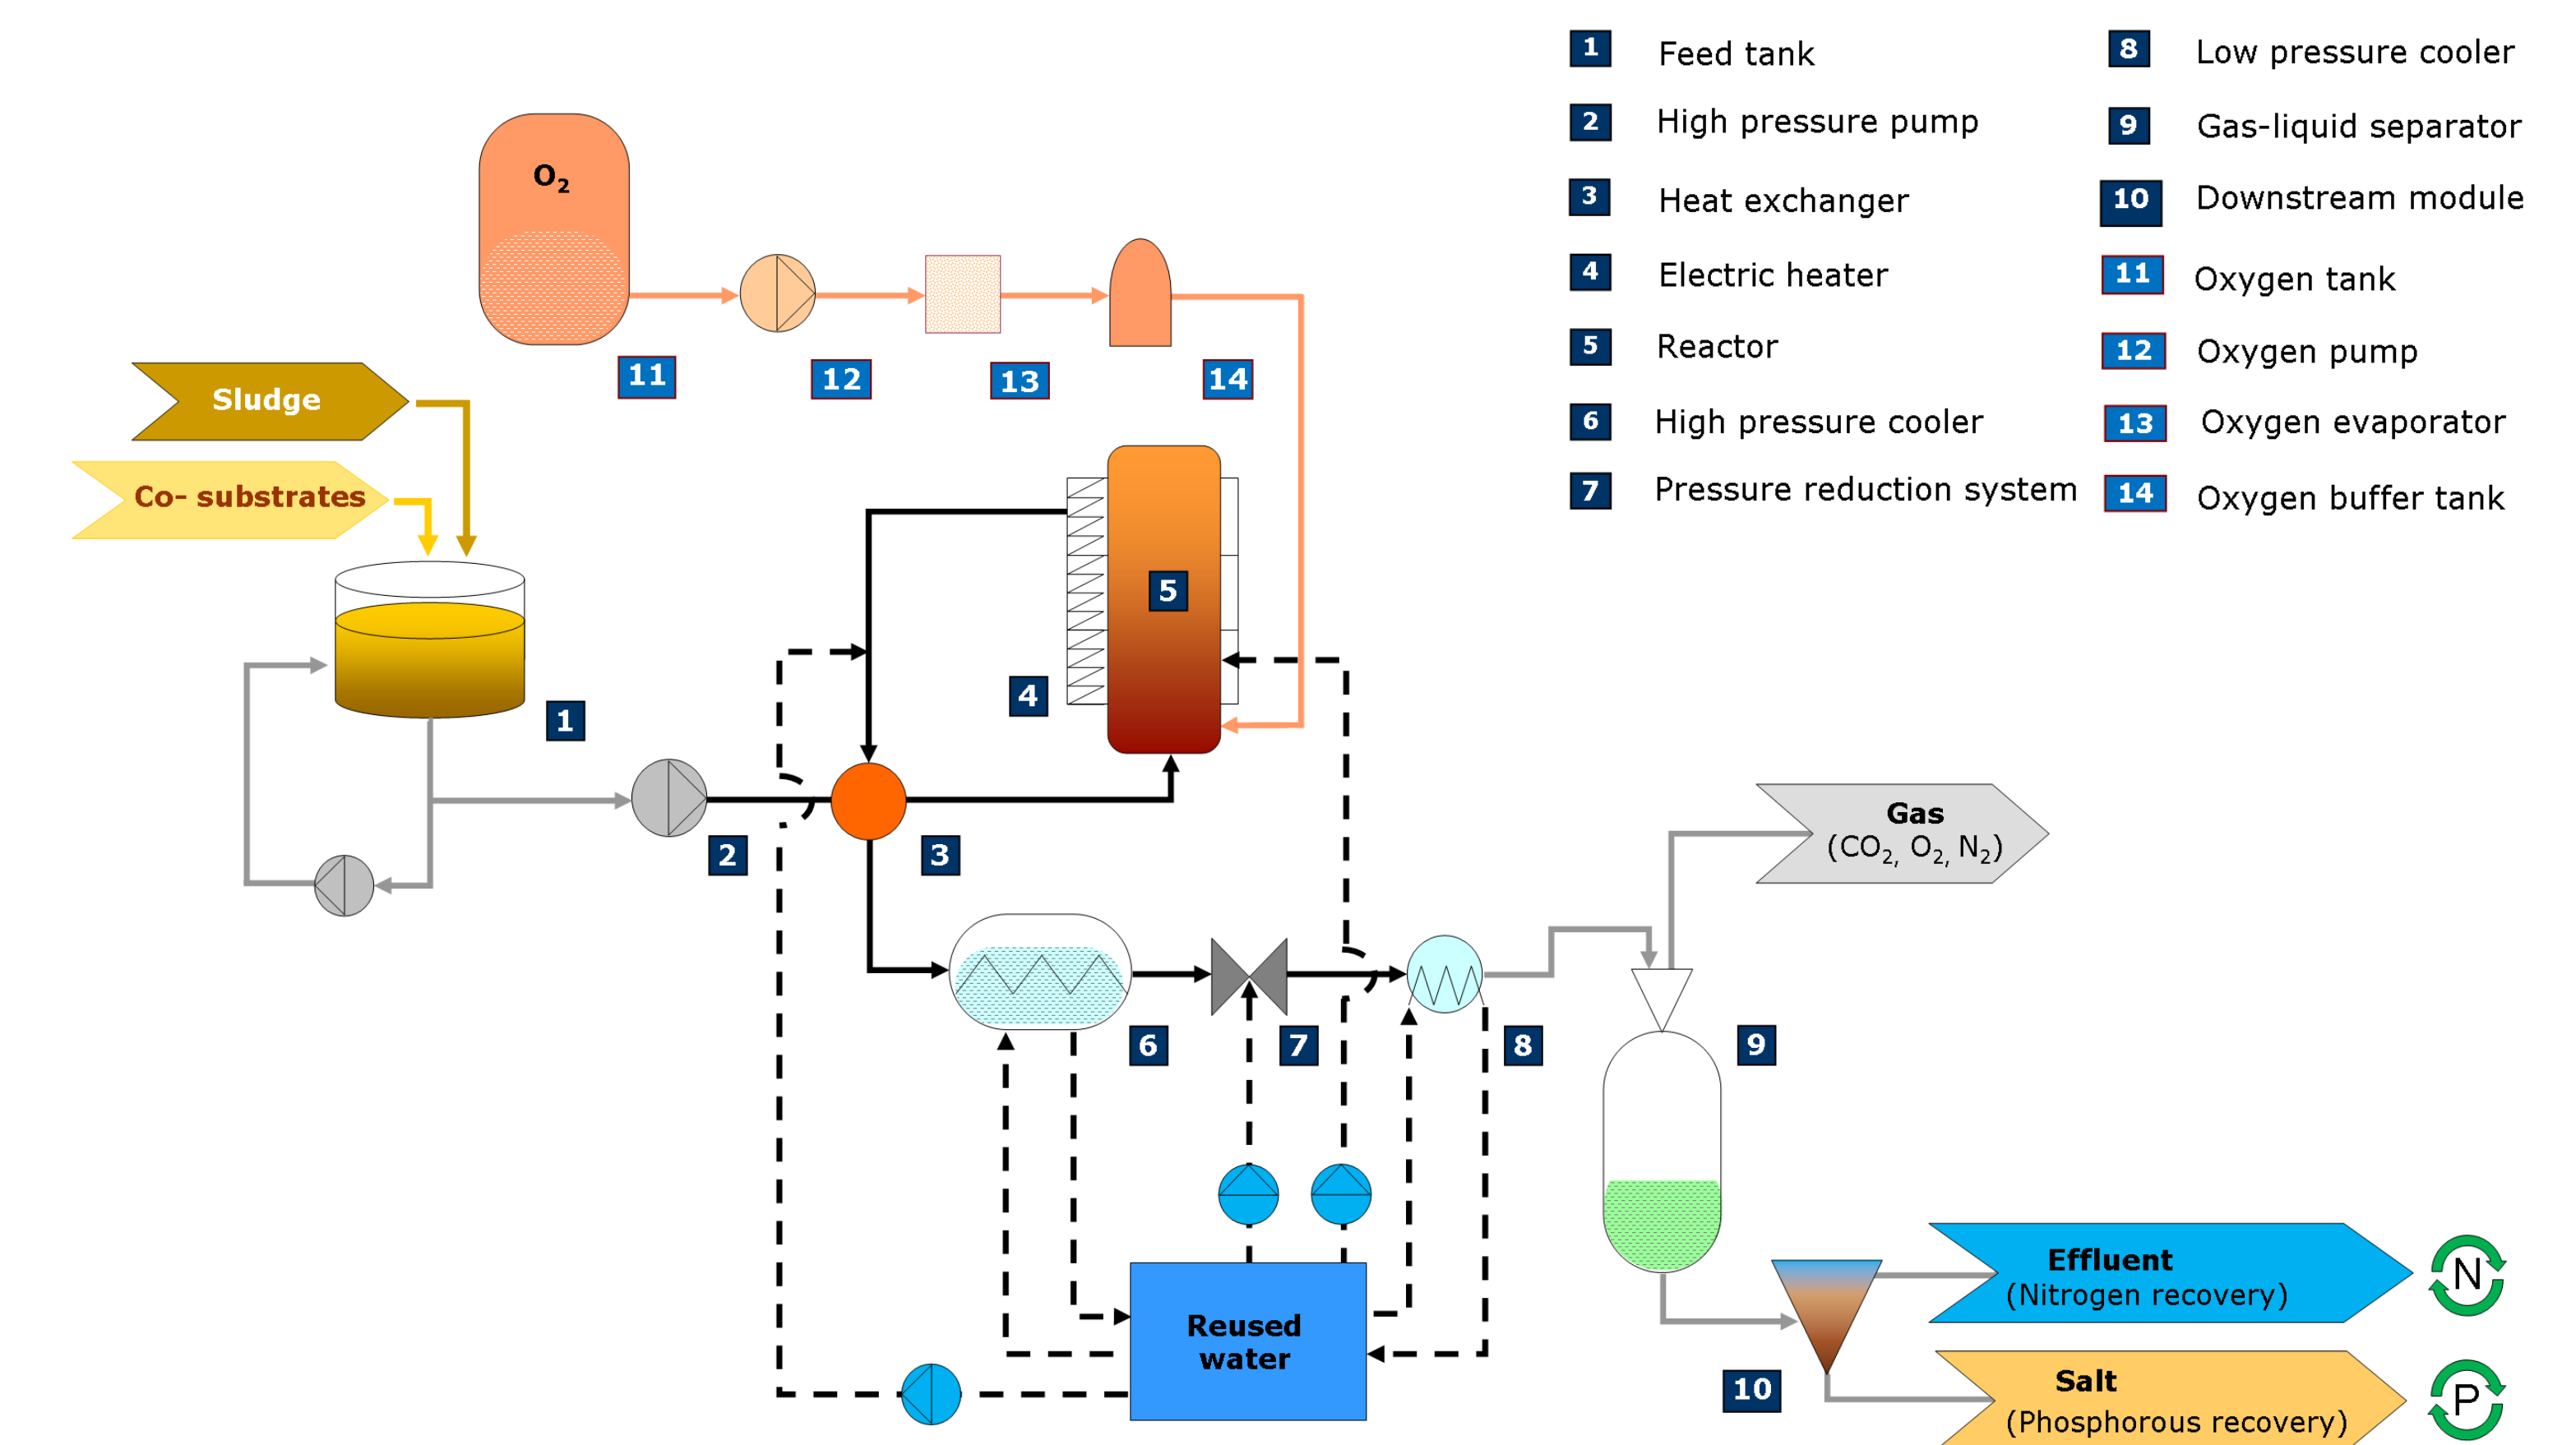 1 Feed tank
2 High pressure pump
3 Heat exchanger
4 Electric heater
5 Reactor
6 High pressure cooler
7 Pressure reduction system
8 Low pressure cooler
9 Gas-liquid separator
10 Downstream module
11 Oxygen tank
12 Oxygen pump
13 Oxygen evaporator
14 Oxygen buffer tank
O₂
11
12
13
14
Sludge
Co- substrates
5
4
1
2
3
Gas
(CO₂, O₂, N₂)
6
7
8
9
Reused
water
Effluent
(Nitrogen recovery)
N
10
Salt
(Phosphorous recovery)
P